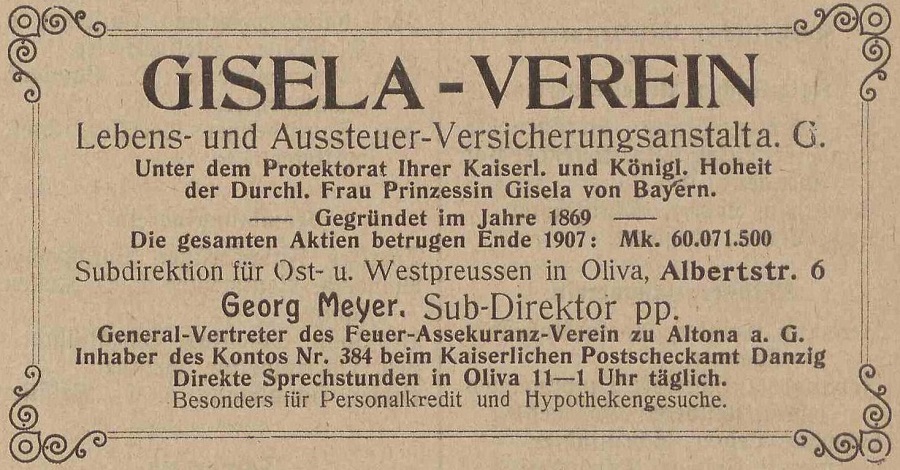 GISELA-VEREIN
Lebens- und Aussteuer-Versicherungsanstalt a. G.
Unter dem Protektorat Ihrer Kaiserl. und Königl. Hoheit
der Durchl. Frau Prinzessin Gisela von Bayern.
— Gegründet im Jahre 1869 —
Die gesamten Aktien betrugen Ende 1907: Mk. 60.071.500
Subdirektion für Ost- u. Westpreussen in Oliva, Albertstr. 6
Georg Meyer. Sub-Direktor pp.
General-Vertreter des Feuer-Assekuranz-Verein zu Altona a. G.
Inhaber des Kontos Nr. 384 beim Kaiserlichen Postscheckamt Danzig
Direkte Sprechstunden in Oliva 11—1 Uhr täglich.
Besonders für Personalkredit und Hypothekengesuche.